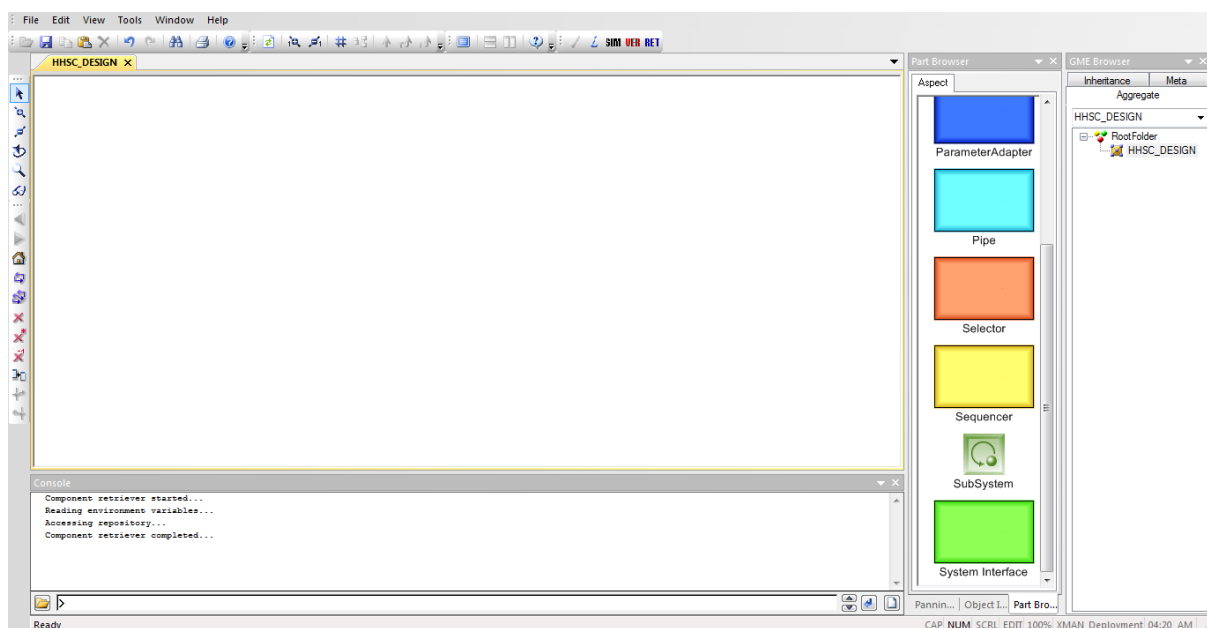 File Edit View Tools Window Help
SIM VER RET
HHSC_DESIGN ×
Part Browser
Aspect
ParameterAdapter
Pipe
Selector
Sequencer
SubSystem
System Interface
Pannin... Object I... Part Bro...
GME Browser
Inheritance Meta
Aggregate
HHSC_DESIGN
RootFolder
HHSC_DESIGN
Console
Component retriever started...
Reading environment variables...
Accessing repository...
Component retriever completed...
>
Ready
CAP NUM SCRL EDIT 100% XMAN Deployment 04:20 AM